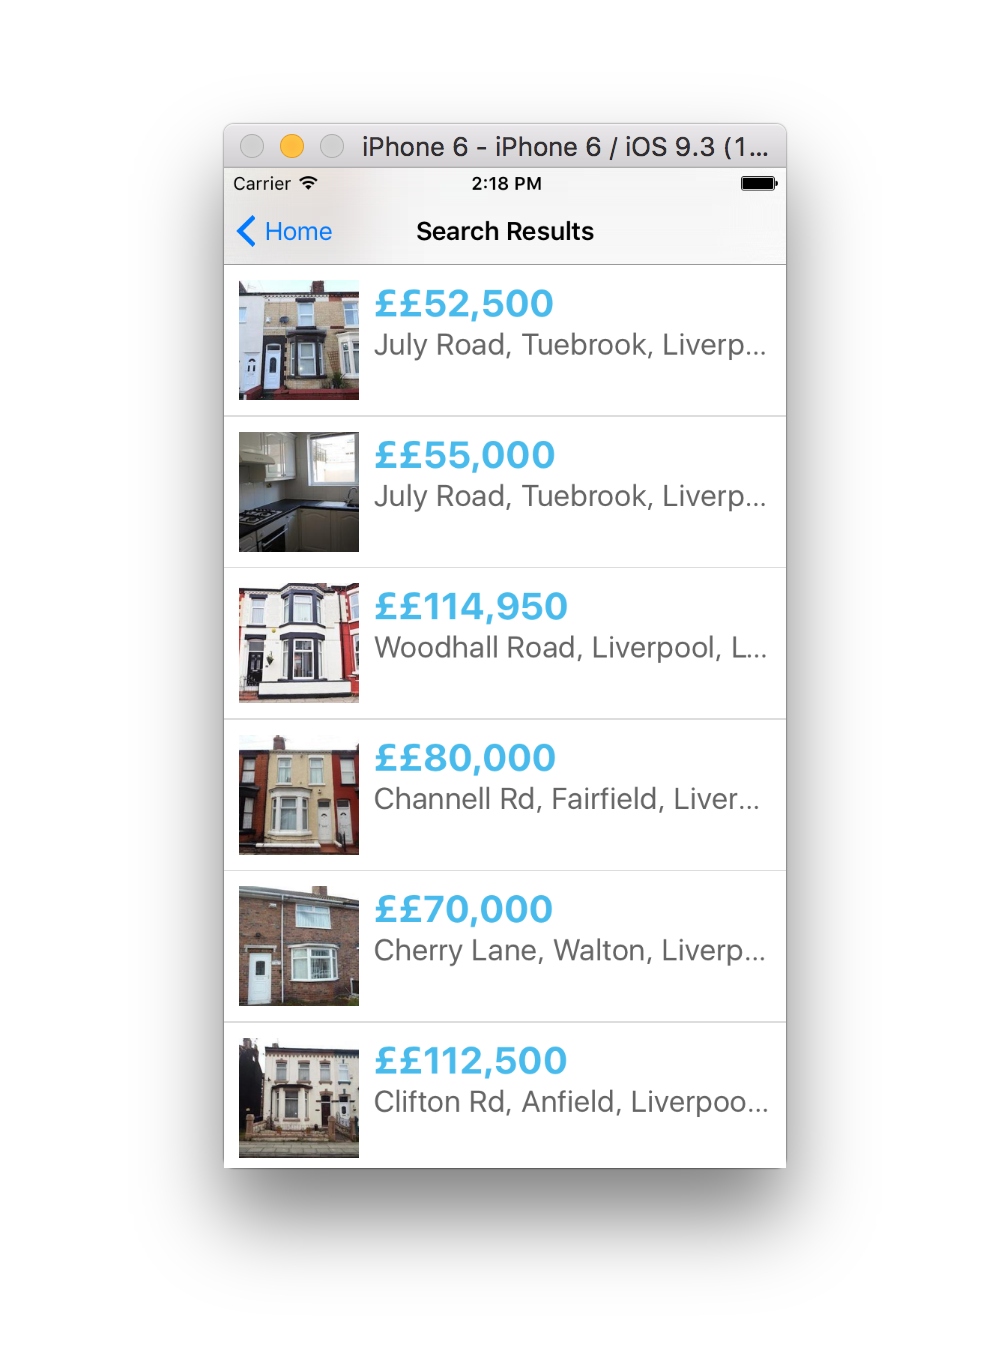 iPhone 6 - iPhone 6 / iOS 9.3 (1...
Carrier 2:18 PM
Home Search Results
££52,500
July Road, Tuebrook, Liverp...
££55,000
July Road, Tuebrook, Liverp...
££114,950
Woodhall Road, Liverpool, L...
££80,000
Channell Rd, Fairfield, Liver...
££70,000
Cherry Lane, Walton, Liverp...
££112,500
Clifton Rd, Anfield, Liverpoo...